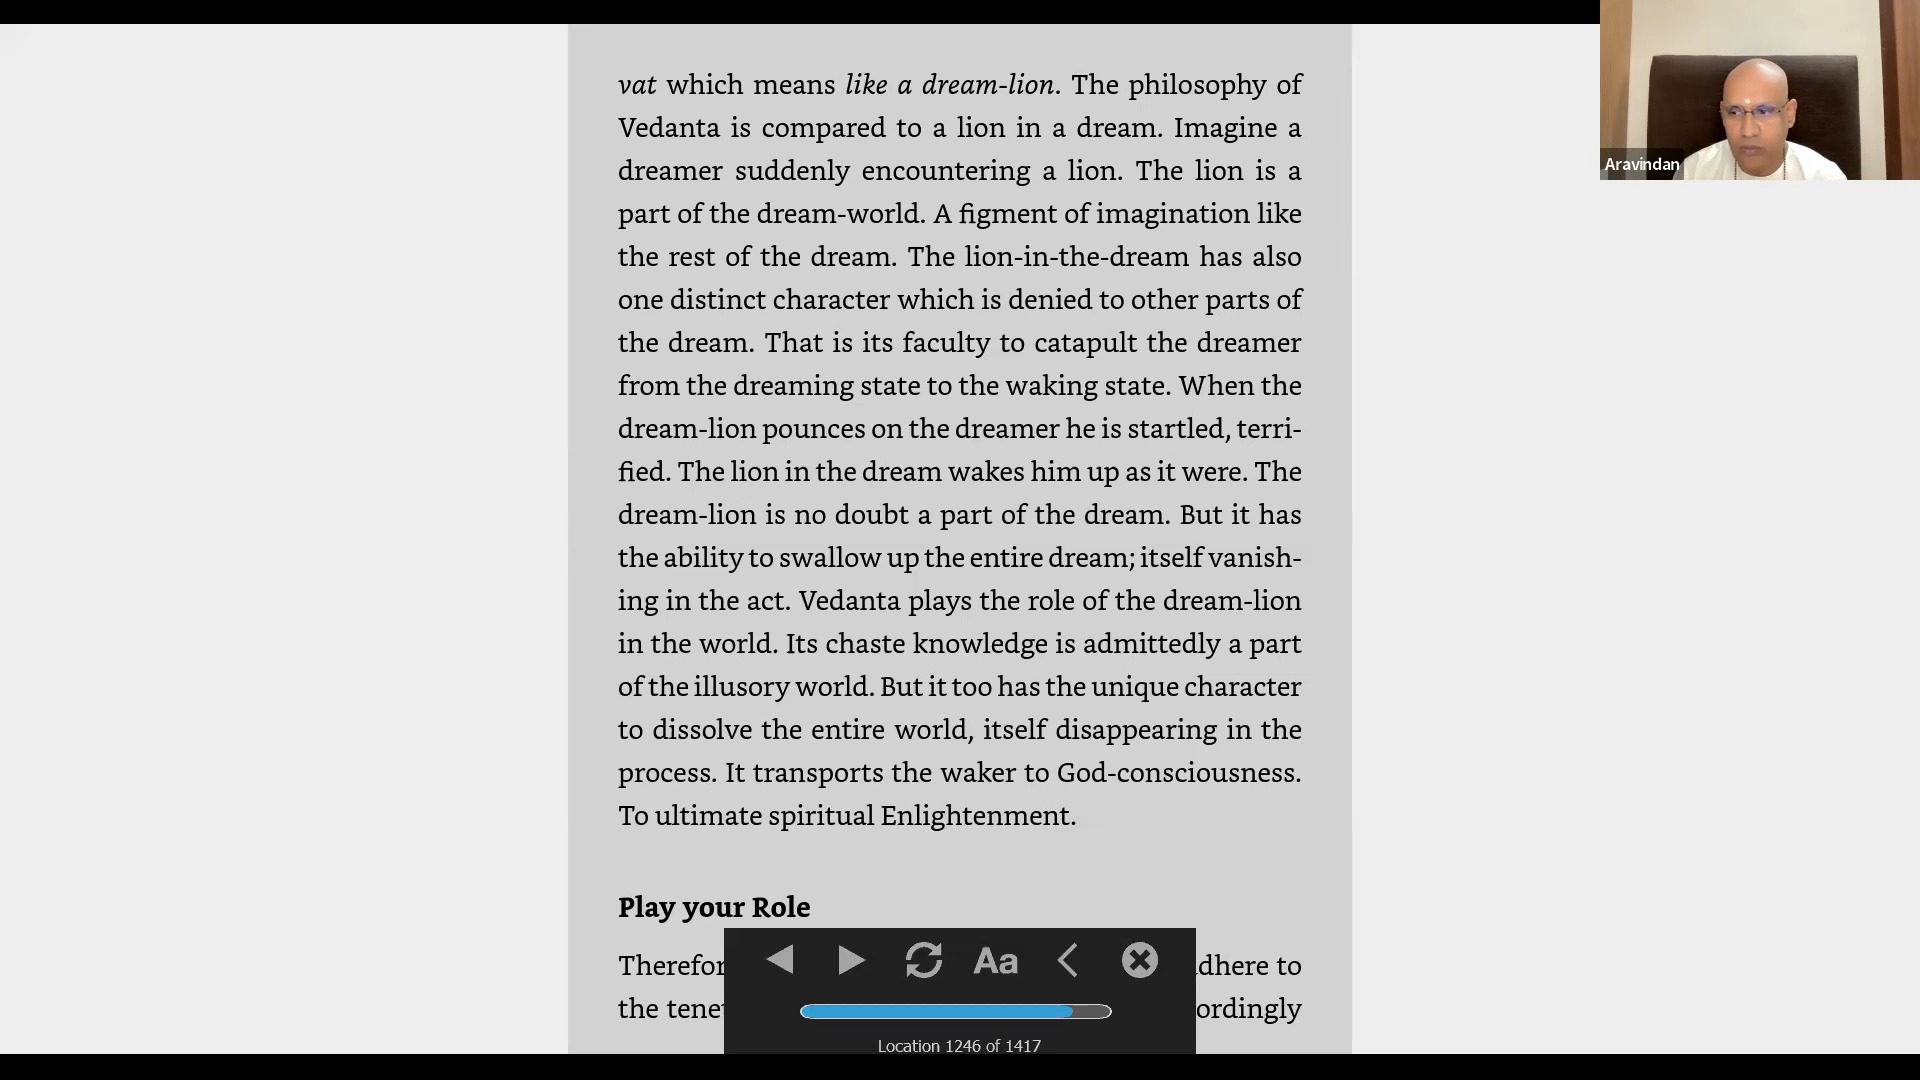 vat which means like a dream-lion. The philosophy of
Vedanta is compared to a lion in a dream. Imagine a
dreamer suddenly encountering a lion. The lion is a
part of the dream-world. A figment of imagination like
the rest of the dream. The lion-in-the-dream has also
one distinct character which is denied to other parts of
the dream. That is its faculty to catapult the dreamer
from the dreaming state to the waking state. When the
dream-lion pounces on the dreamer he is startled, terri-
fied. The lion in the dream wakes him up as it were. The
dream-lion is no doubt a part of the dream. But it has
the ability to swallow up the entire dream; itself vanish-
ing in the act. Vedanta plays the role of the dream-lion
in the world. Its chaste knowledge is admittedly a part
of the illusory world. But it too has the unique character
to dissolve the entire world, itself disappearing in the
process. It transports the waker to God-consciousness.
To ultimate spiritual Enlightenment.
Play your Role
Therefor dhere to
the tene ordingly
Aa
Location 1246 of 1417
Aravindan